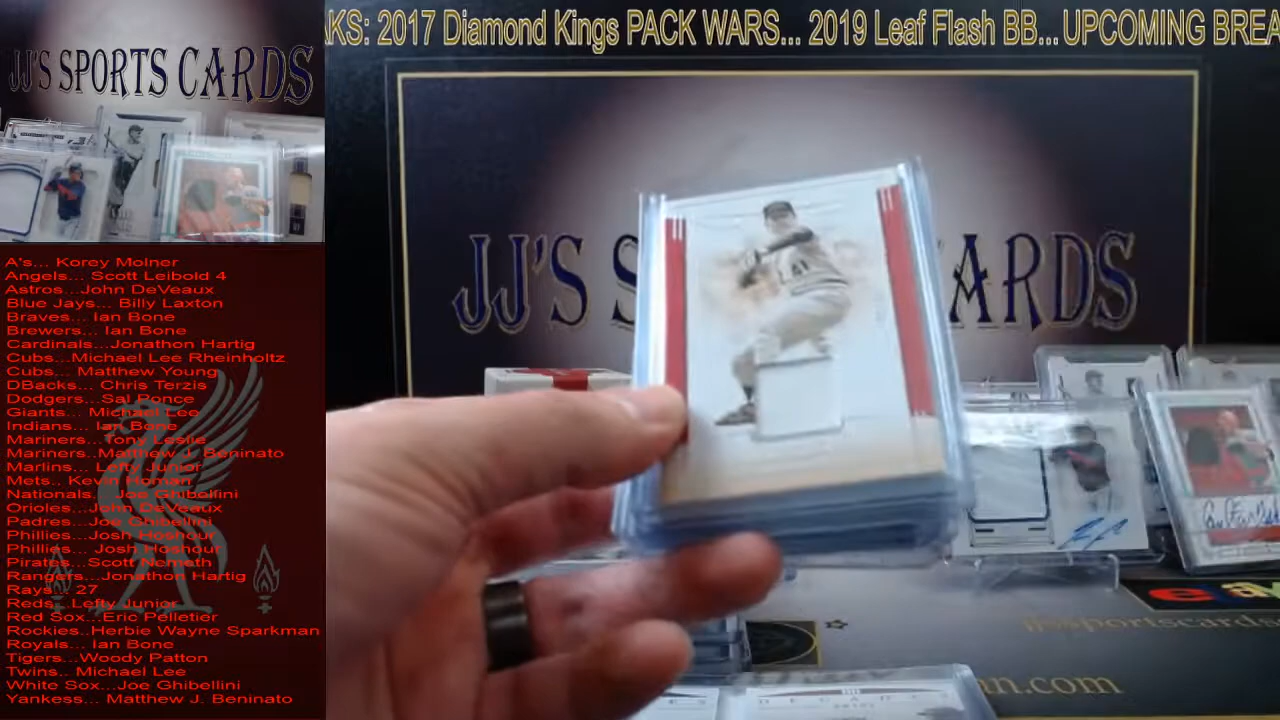 AKS: 2017 Diamond Kings PACK WARS... 2019 Leaf Flash BB...UPCOMING BREA
JJ'S SPORTS CARDS
JJ'S S CARDS
A's... Korey Molner
Angels... Scott Leibold 4
Astros...John DeVeaux
Blue Jays... Billy Laxton
Braves... Ian Bone
Brewers... Ian Bone
Cardinals...Jonathon Hartig
Cubs...Michael Lee Rheinholtz
Cubs... Matthew Young
DBacks... Chris Terzis
Dodgers...Sal Ponce
Giants... Michael Lee
Indians... Ian Bone
Mariners...Tony Leslie
Mariners..Matthew J. Beninato
Marlins... Lefty Junior
Mets.. Kevin Homan
Nationals... Joe Ghibellini
Orioles...John DeVeaux
Padres...Joe Ghibellini
Phillies...Josh Hoshour
Phillies... Josh Hoshour
Pirates...Scott Nemeth
Rangers...Jonathon Hartig
Rays... 27
Reds...Lefty Junior
Red Sox...Eric Pelletier
Rockies..Herbie Wayne Sparkman
Royals... Ian Bone
Tigers...Woody Patton
Twins.. Michael Lee
White Sox...Joe Ghibellini
Yankess... Matthew J. Beninato
jjssportscards
an.com